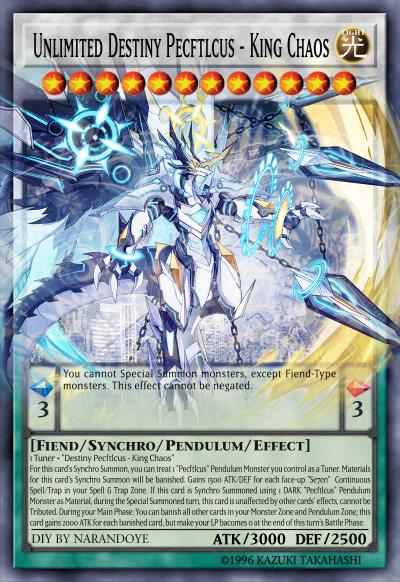 UNLIMITED DESTINY PECFTLCUS - KING CHAOS
LIGHT
光
You cannot Special Summon monsters, except Fiend-Type
monsters. This effect cannot be negated.
3
3
[FIEND/SYNCHRO/PENDULUM/EFFECT]
1 Tuner + "Destiny Pecftlcus - King Chaos"
For this card's Synchro Summon, you can treat 1 "Pecftlcus" Pendulum Monster you control as a Tuner. Materials
for this card's Synchro Summon will be banished. Gains 1500 ATK/DEF for each face-up "Se7en" Continuous
Spell/Trap in your Spell & Trap Zone. If this card is Synchro Summoned using 1 DARK "Pecftlcus" Pendulum
Monster as Material, during the Special Summoned turn, this card is unaffected by other cards' effects, cannot be
Tributed. During your Main Phase: You can banish all other cards in your Monster Zone and Pendulum Zone; this
card gains 2000 ATK for each banished card, but make your LP becomes 0 at the end of this turn's Battle Phase.
DIY BY NARANDOYE
ATK/3000 DEF/2500
©1996 KAZUKI TAKAHASHI